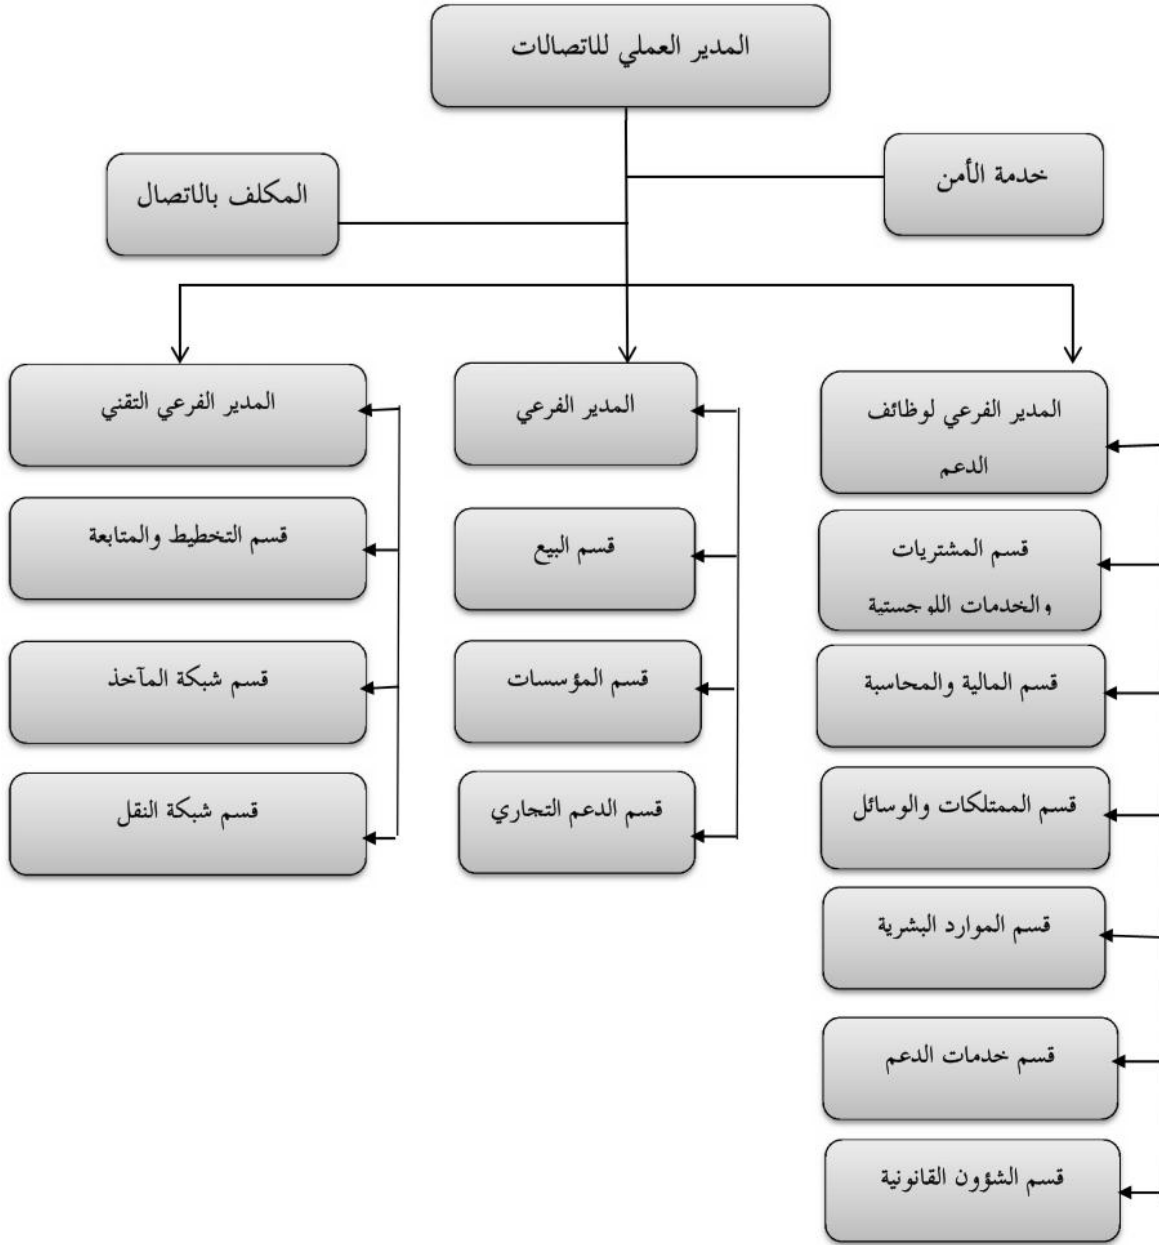 المدير العملي للاتصالات
خدمة الأمن
المكلف بالاتصال
المدير الفرعي لوظائف
الدعم
قسم المشتريات
والخدمات اللوجستية
قسم المالية والمحاسبة
قسم الممتلكات والوسائل
قسم الموارد البشرية
قسم خدمات الدعم
قسم الشؤون القانونية
المدير الفرعي
قسم البيع
قسم المؤسسات
قسم الدعم التجاري
المدير الفرعي التقني
قسم التخطيط والمتابعة
قسم شبكة المآخذ
قسم شبكة النقل